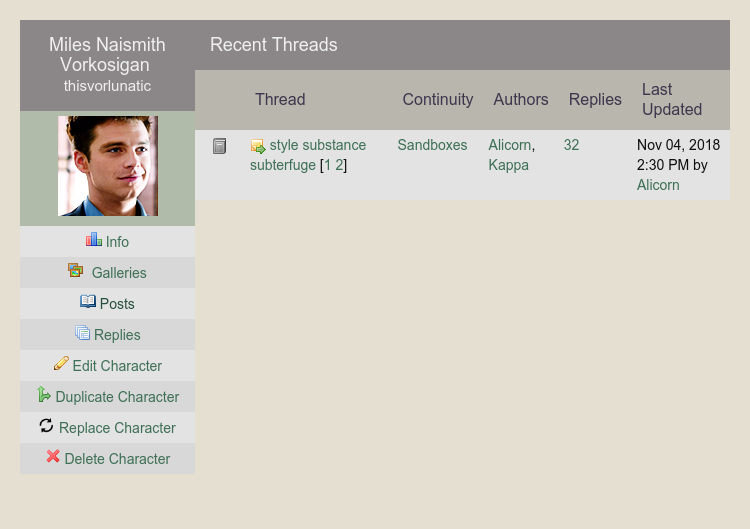 Miles Naismith
Vorkosigan
thisvorlunatic
Info
Galleries
Posts
Replies
Edit Character
Duplicate Character
Replace Character
Delete Character
Recent Threads
Thread Continuity Authors Replies Last
Updated
style substance Sandboxes Alicorn, 32 Nov 04, 2018
subterfuge [1 2] Kappa 2:30 PM by
Alicorn